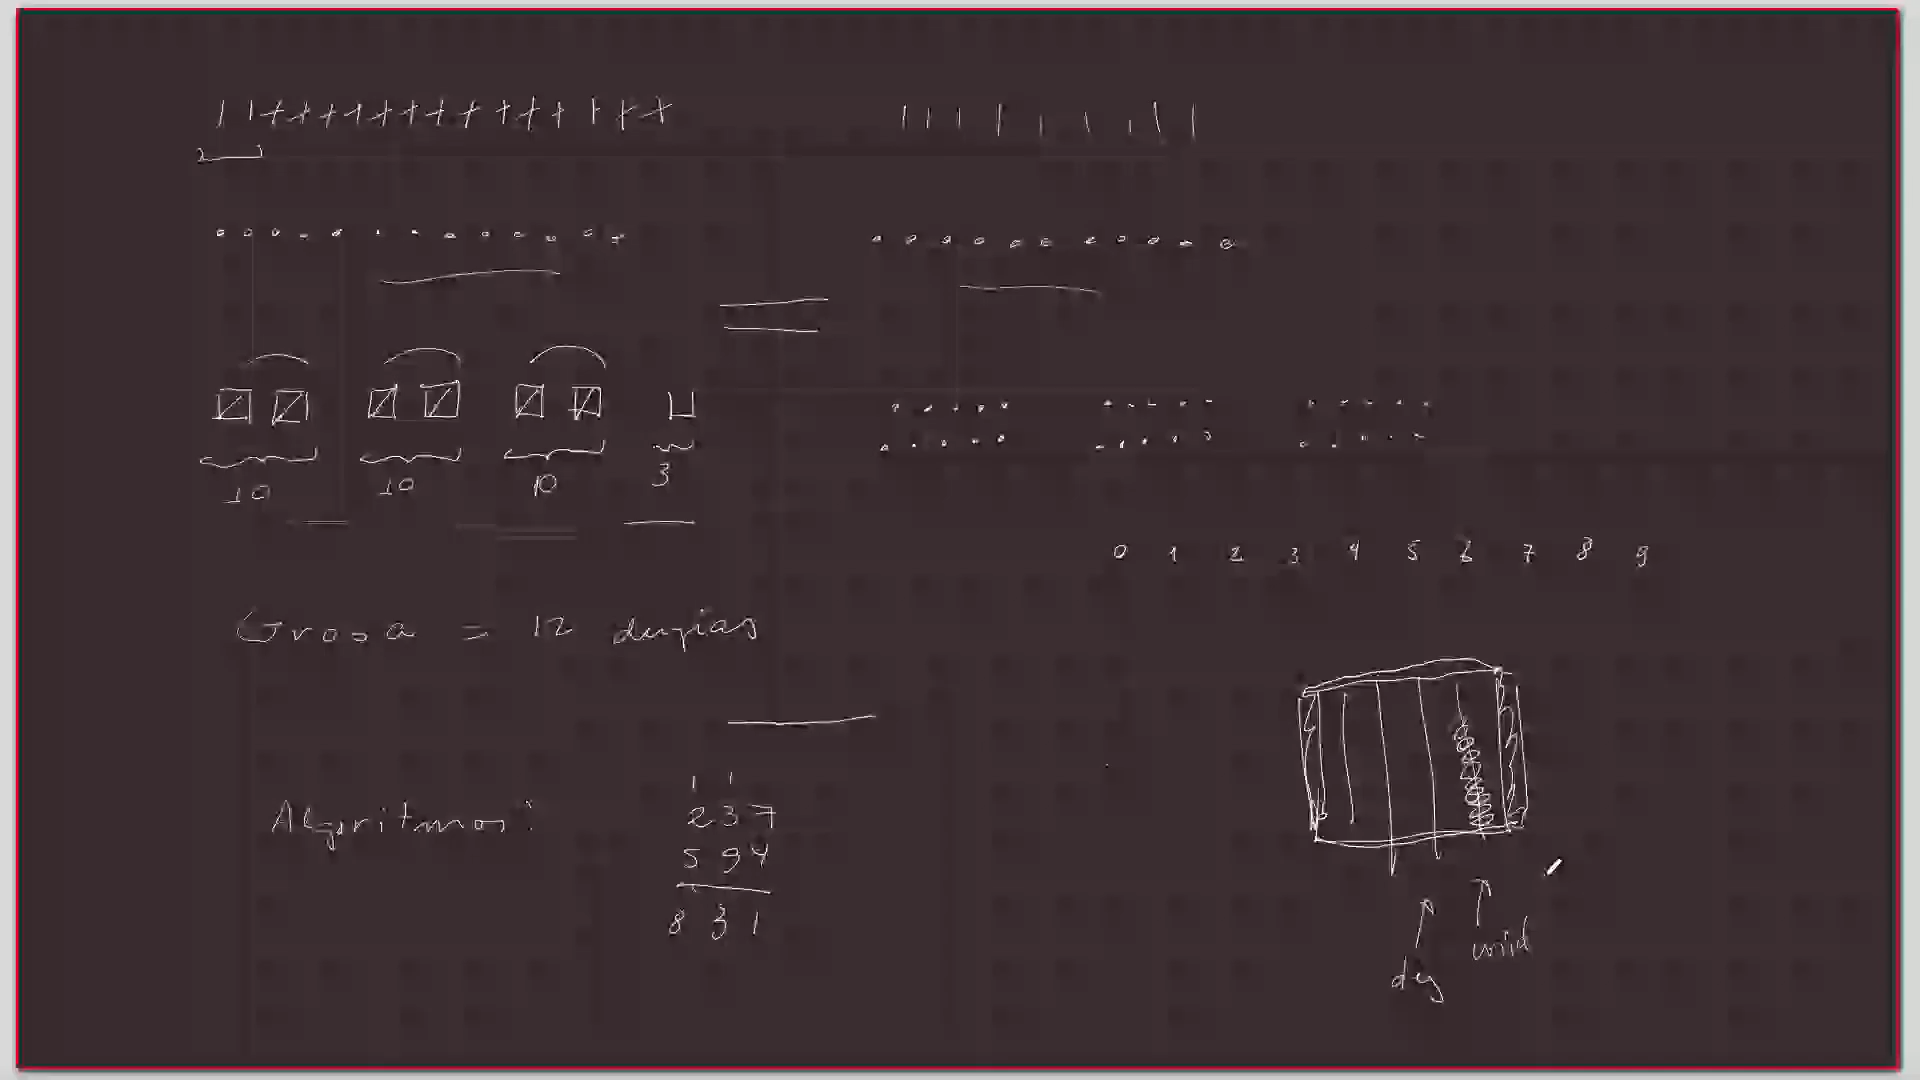 10 10 10 3
0 1 2 3 4 5 6 7 8 9
Grosa = 12 duzias
1 1
Algoritmos:
237
594
831
unid
dez